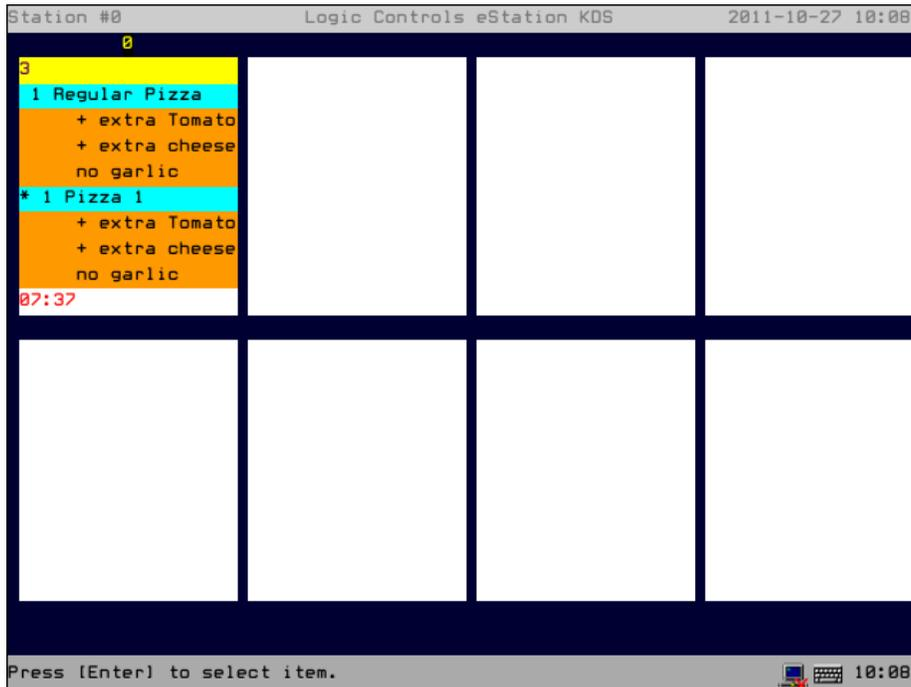 Station #0 Logic Controls eStation KDS 2011-10-27 10:08
0
3
1 Regular Pizza
+ extra Tomato
+ extra cheese
no garlic
* 1 Pizza 1
+ extra Tomato
+ extra cheese
no garlic
07:37
Press [Enter] to select item. 10:08